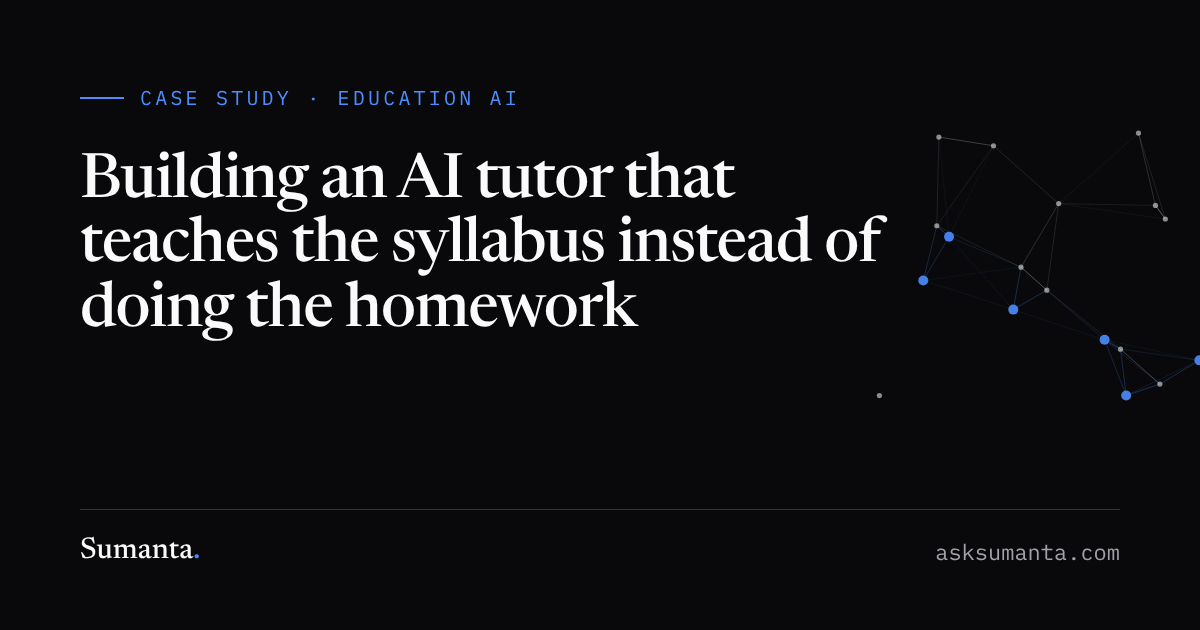 CASE STUDY · EDUCATION AI
Building an AI tutor that
teaches the syllabus instead of
doing the homework
Sumanta.
asksumanta.com